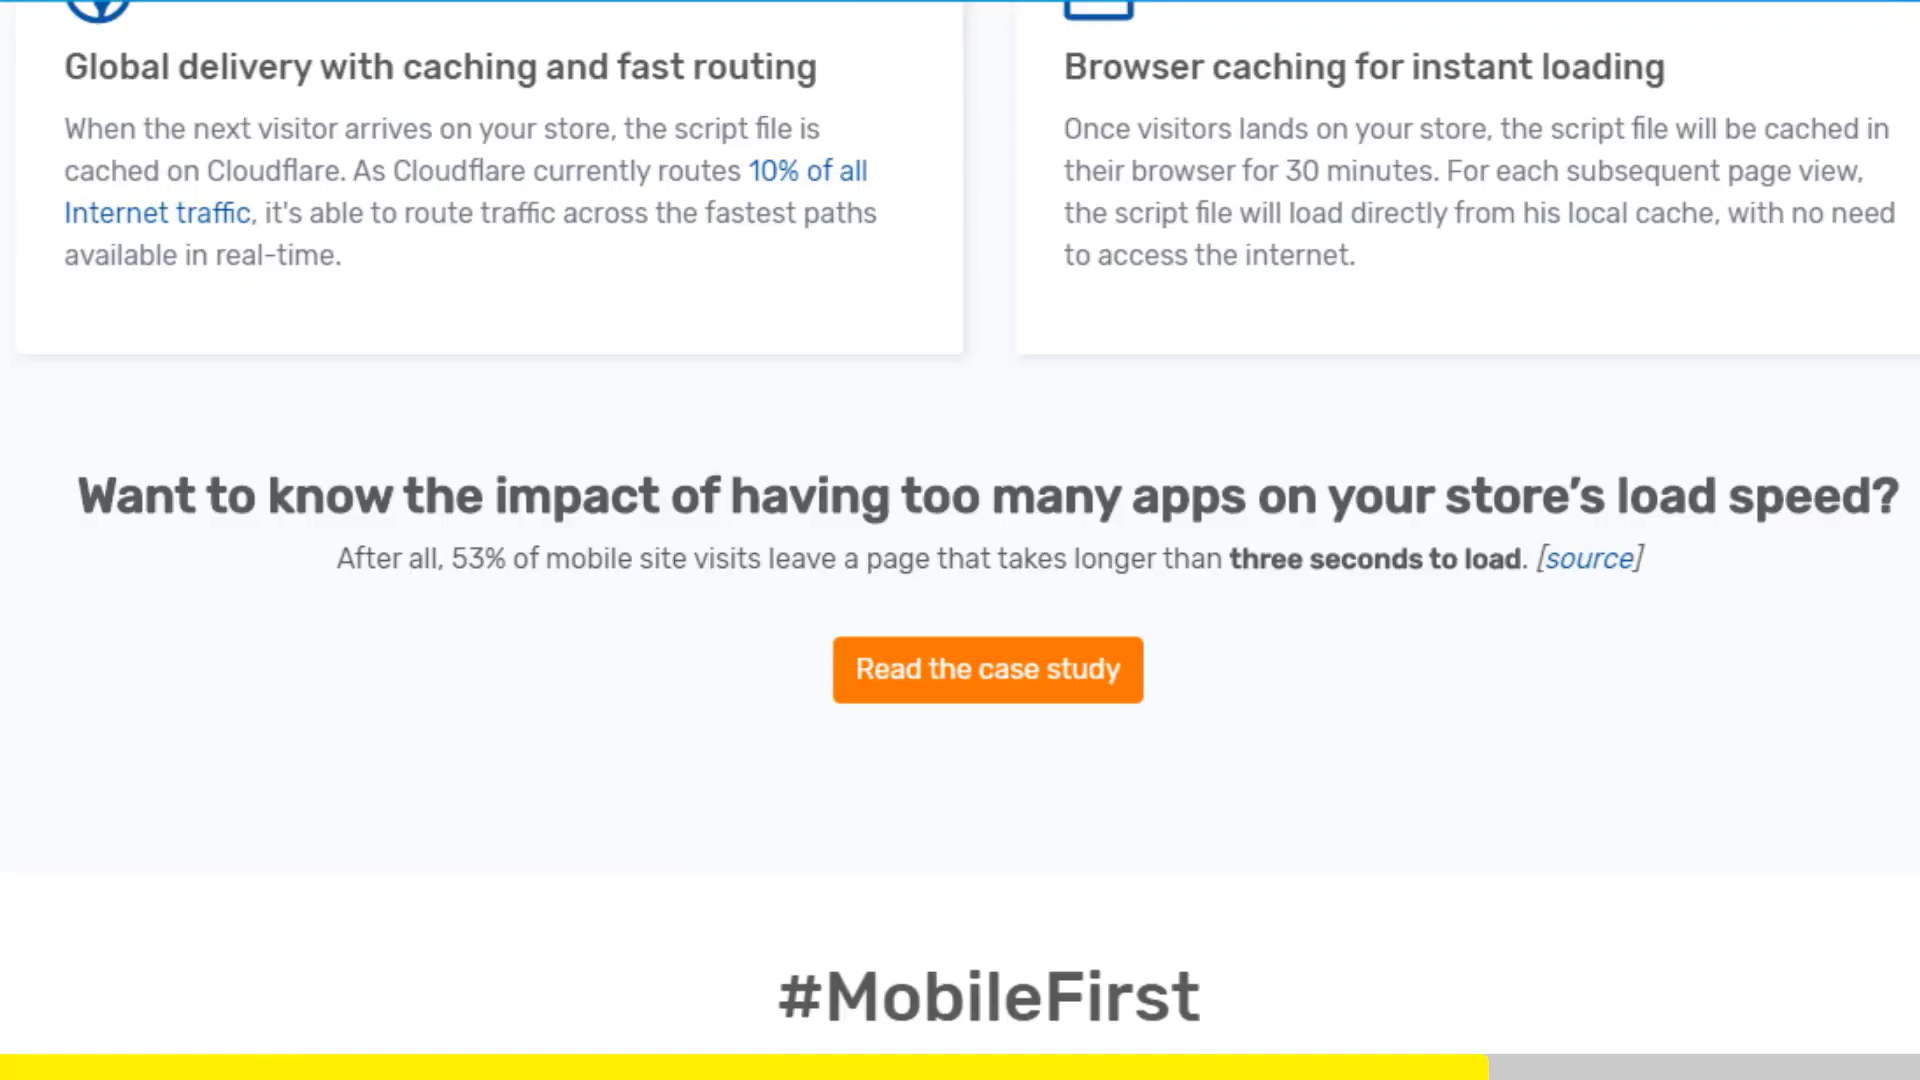 Global delivery with caching and fast routing
When the next visitor arrives on your store, the script file is
cached on Cloudflare. As Cloudflare currently routes 10% of all
Internet traffic, it's able to route traffic across the fastest paths
available in real-time.
Browser caching for instant loading
Once visitors lands on your store, the script file will be cached in
their browser for 30 minutes. For each subsequent page view,
the script file will load directly from his local cache, with no need
to access the internet.
Want to know the impact of having too many apps on your store’s load speed?
After all, 53% of mobile site visits leave a page that takes longer than three seconds to load. [source]
Read the case study
#MobileFirst